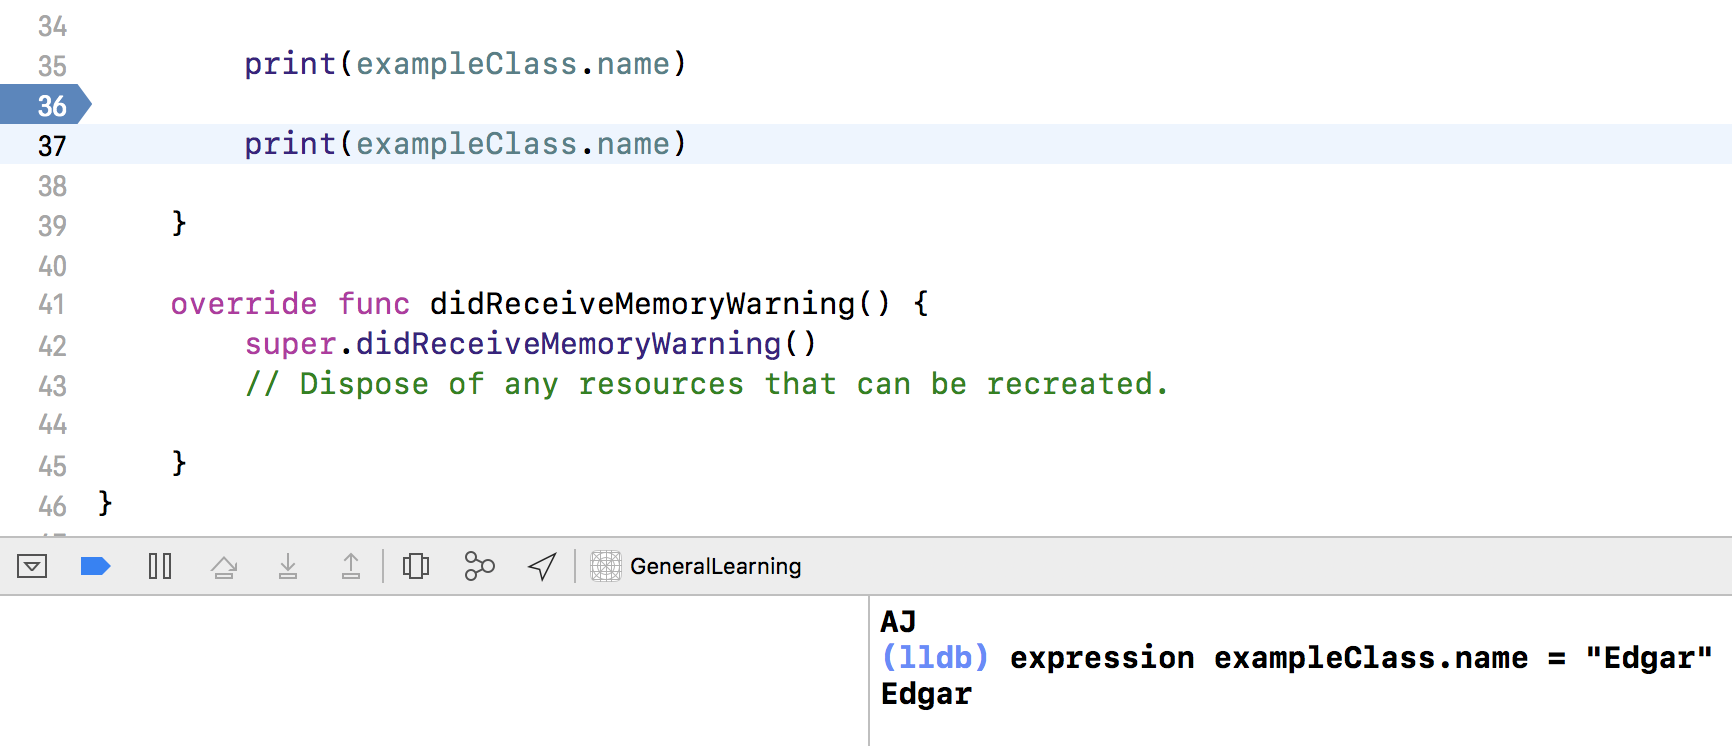 34
35 print(exampleClass.name)
36
37 print(exampleClass.name)
38
39 }
40
41 override func didReceiveMemoryWarning() {
42 super.didReceiveMemoryWarning()
43 // Dispose of any resources that can be recreated.
44
45 }
46 }
GeneralLearning
AJ
(lldb) expression exampleClass.name = "Edgar"
Edgar